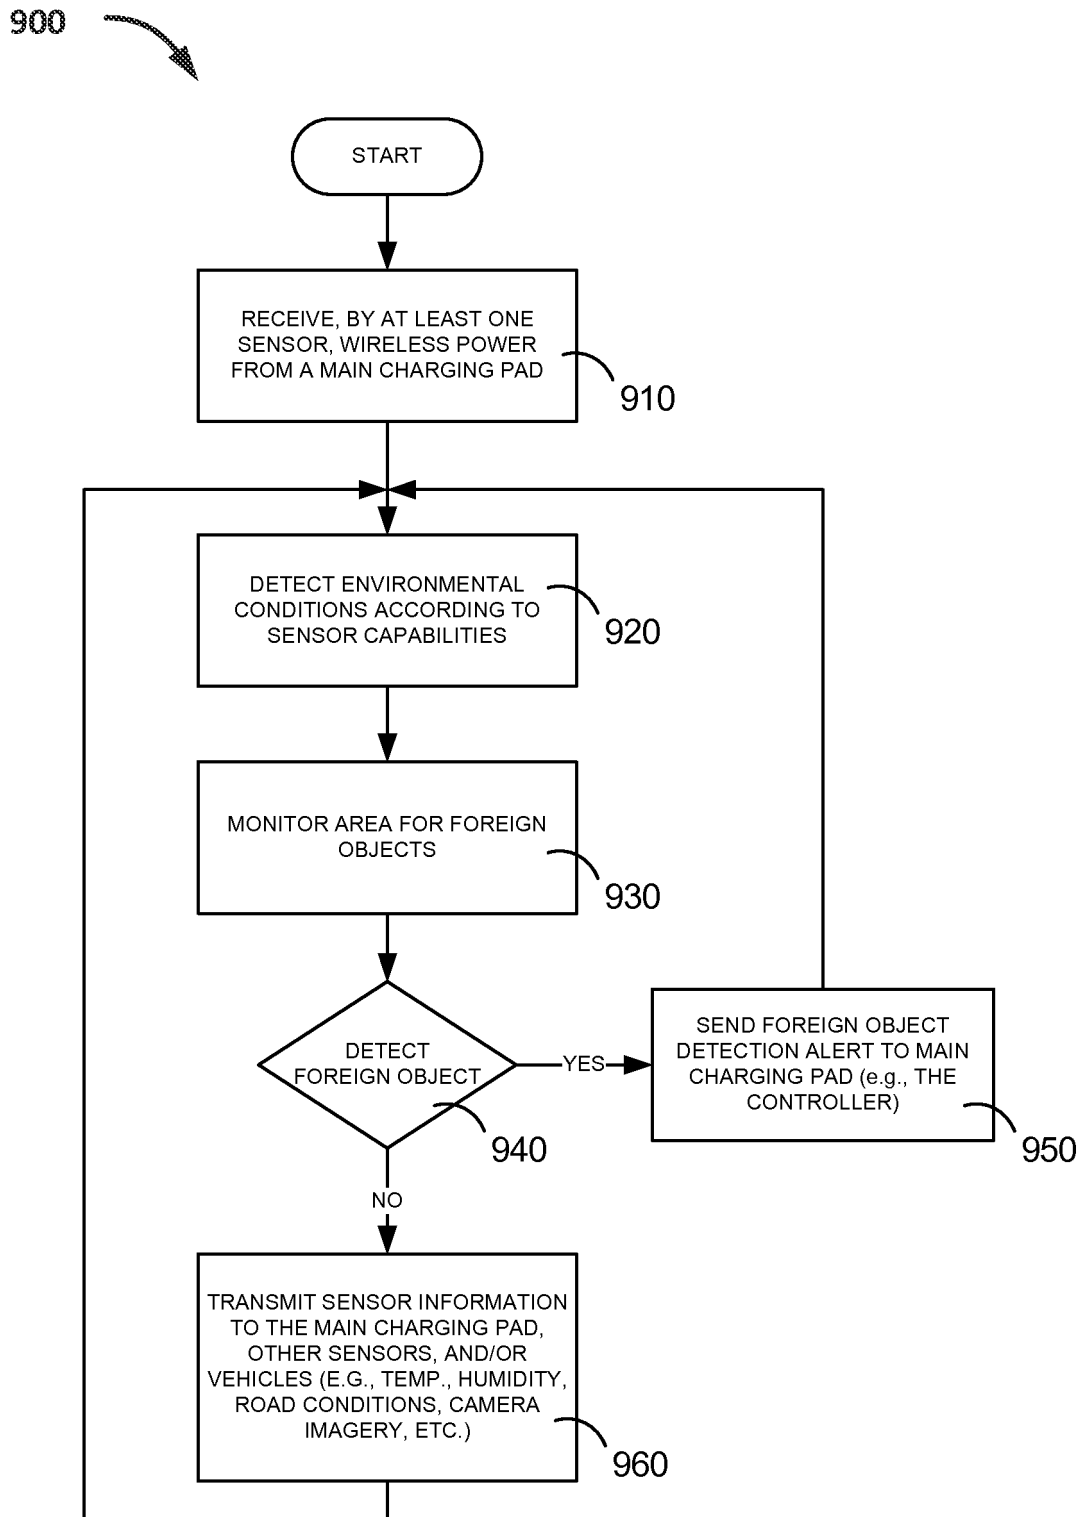 900
START
RECEIVE, BY AT LEAST ONE
SENSOR, WIRELESS POWER
FROM A MAIN CHARGING PAD
910
DETECT ENVIRONMENTAL
CONDITIONS ACCORDING TO
SENSOR CAPABILITIES
920
MONITOR AREA FOR FOREIGN
OBJECTS
930
DETECT
FOREIGN OBJECT
940
YES
SEND FOREIGN OBJECT
DETECTION ALERT TO MAIN
CHARGING PAD (e.g., THE
CONTROLLER)
950
NO
TRANSMIT SENSOR INFORMATION
TO THE MAIN CHARGING PAD,
OTHER SENSORS, AND/OR
VEHICLES (E.G., TEMP., HUMIDITY,
ROAD CONDITIONS, CAMERA
IMAGERY, ETC.)
960